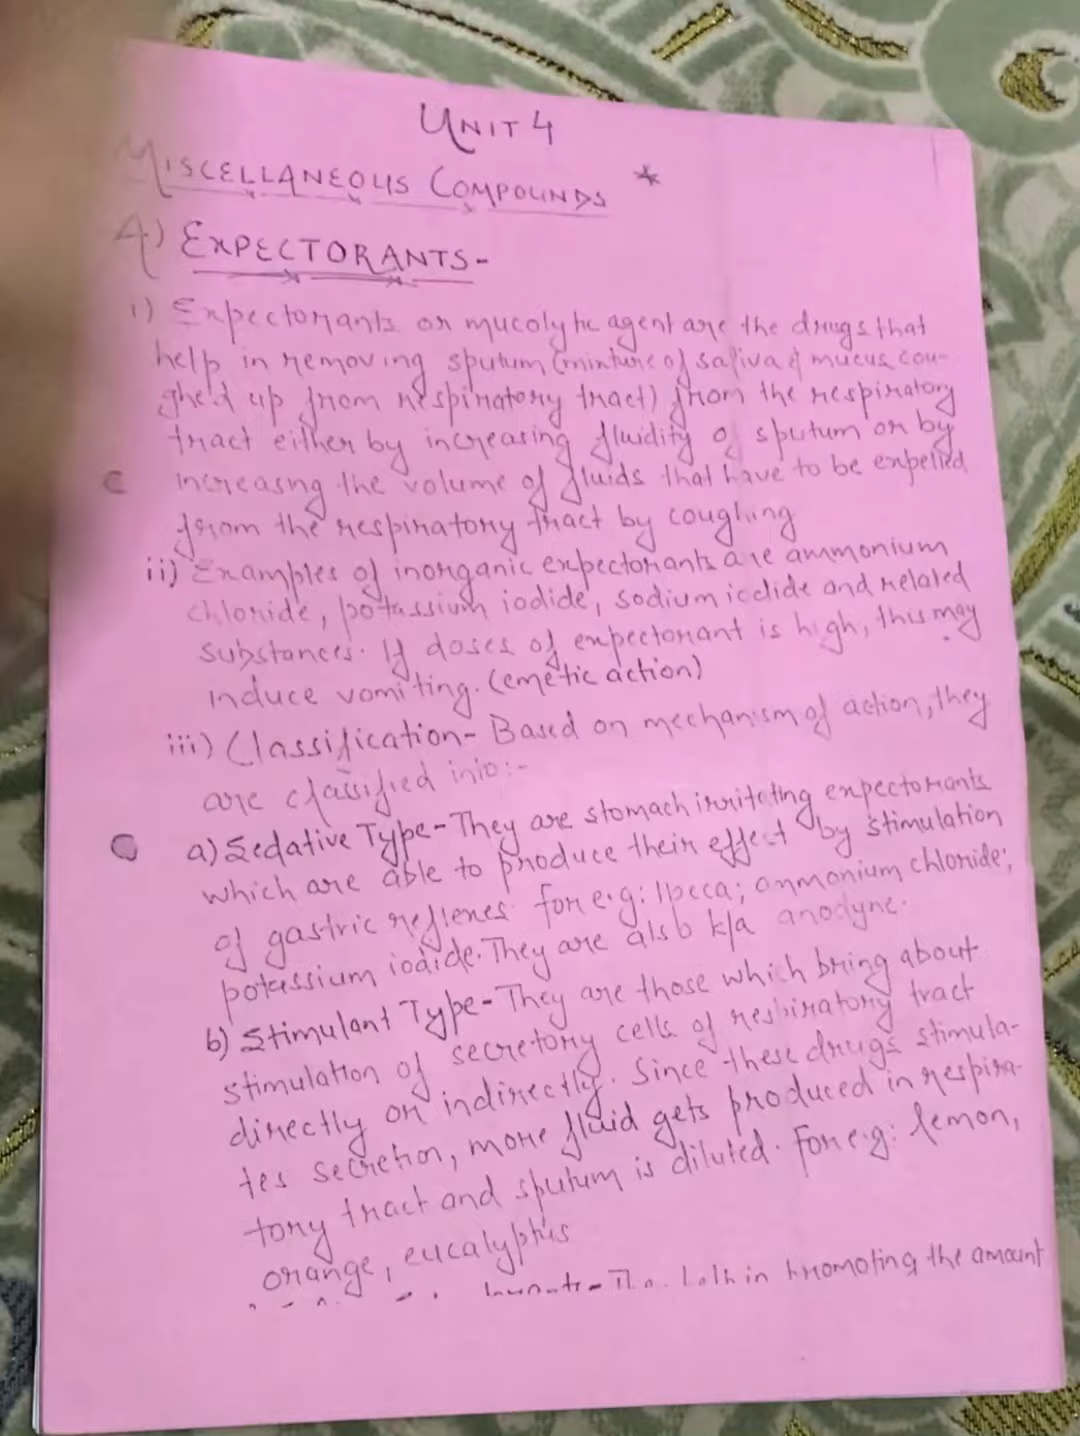 UNIT 4
MISCELLANEOUS COMPOUNDS *
A) EXPECTORANTS-
i) Expectorants or mucolytic agent are the drugs that
help in removing sputum (mixture of saliva & mucus cou-
ghe'd up from respiratory tract) from the respiratory
tract either by increasing fluidity of sputum or by
increasng the volume of fluids that have to be expelled
from the respiratory tract by coughing
ii) Examples of inorganic expectorants are ammonium
chloride, potassium iodide, sodium iodide and related
substances. If doses of expectorant is high, this may
induce vomiting. (emetic action)
iii) Classification- Based on mechanism of action, they
are classified into:-
a) Sedative Type- They are stomach irritating expectorants
which are able to produce their effect by stimulation
of gastric reflexes for e.g: Ipeca; ammonium chloride;
potassium iodide. They are also k/a anodyne.
b) Stimulant Type- They are those which bring about
stimulation of secretory cells of respiratory tract
directly or indirectly. Since these drugs stimula-
tes secretion, more fluid gets produced in respira-
tory tract and sputum is diluted. For e.g: lemon,
orange, eucalyptus
in promoting the amount